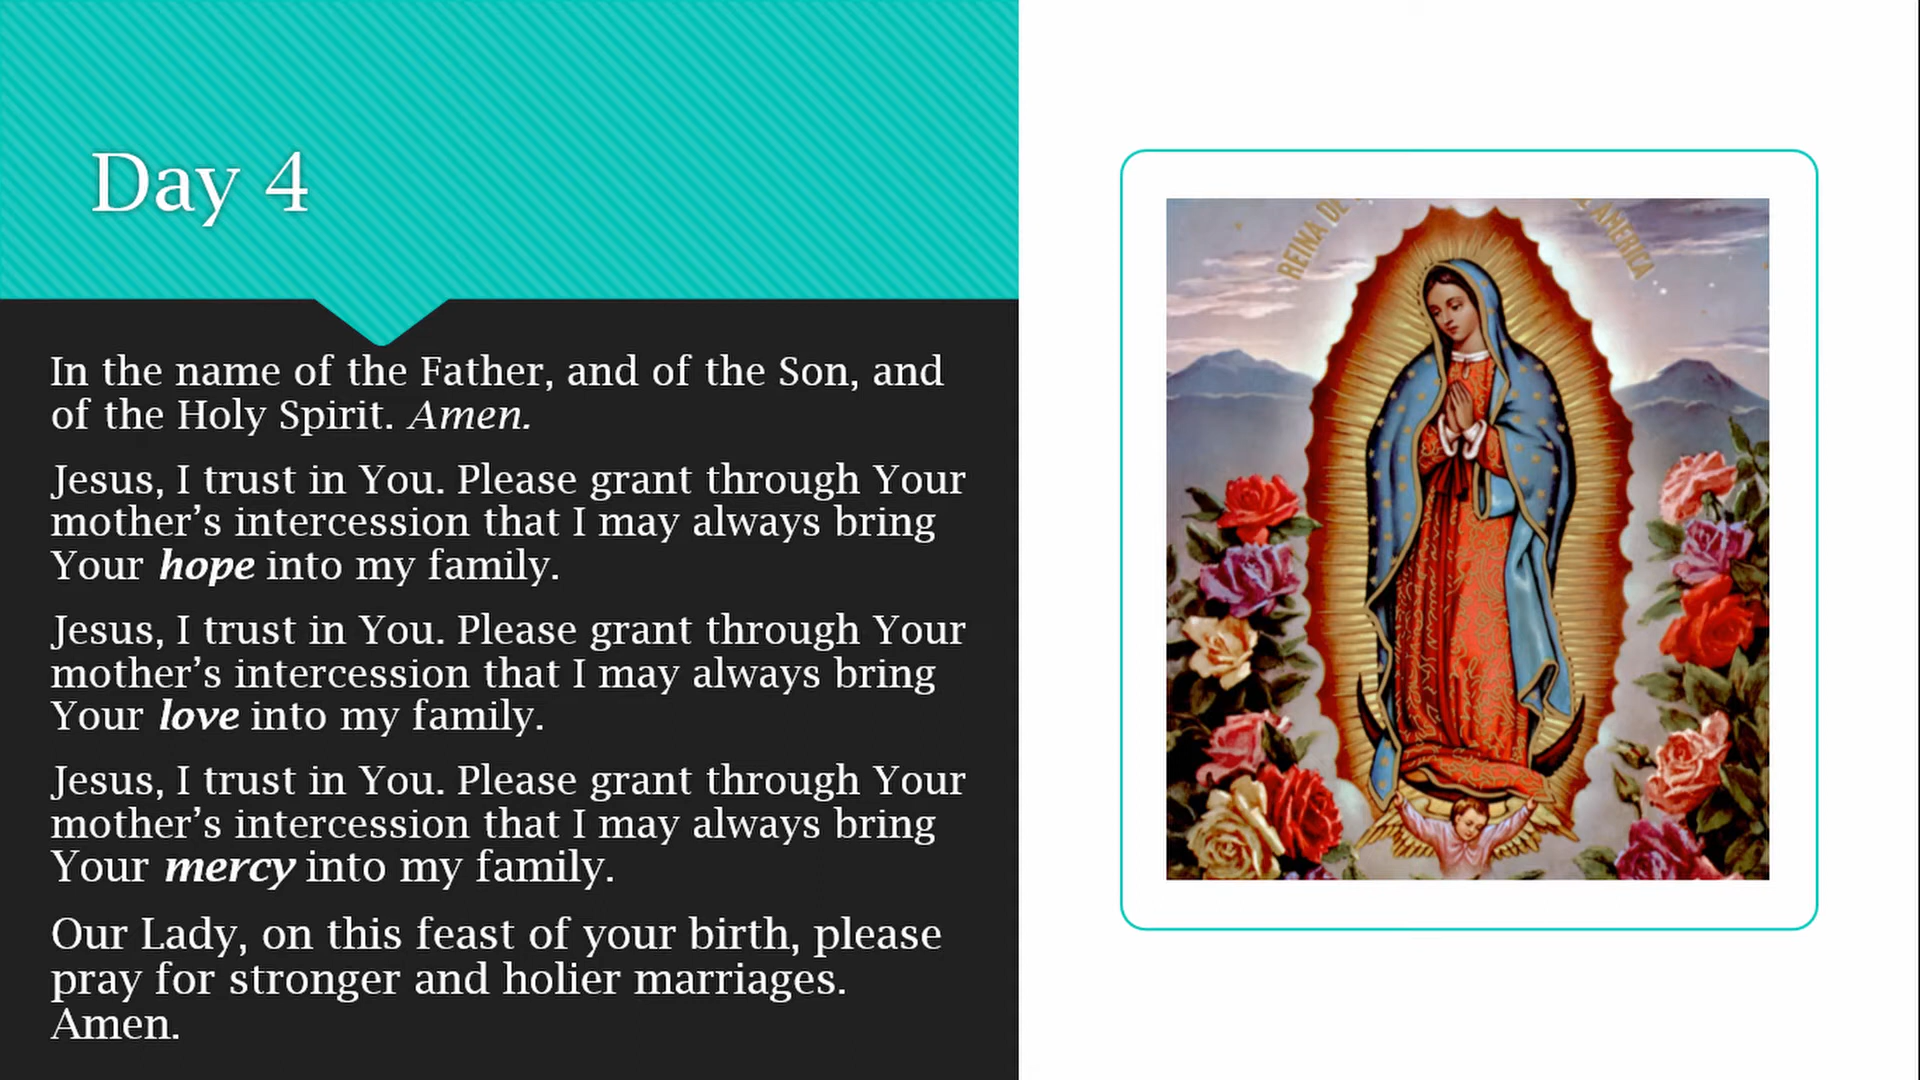 Day 4
In the name of the Father, and of the Son, and
of the Holy Spirit. Amen.
Jesus, I trust in You. Please grant through Your
mother’s intercession that I may always bring
Your hope into my family.
Jesus, I trust in You. Please grant through Your
mother’s intercession that I may always bring
Your love into my family.
Jesus, I trust in You. Please grant through Your
mother’s intercession that I may always bring
Your mercy into my family.
Our Lady, on this feast of your birth, please
pray for stronger and holier marriages.
Amen.
REINA DE
AMERICA